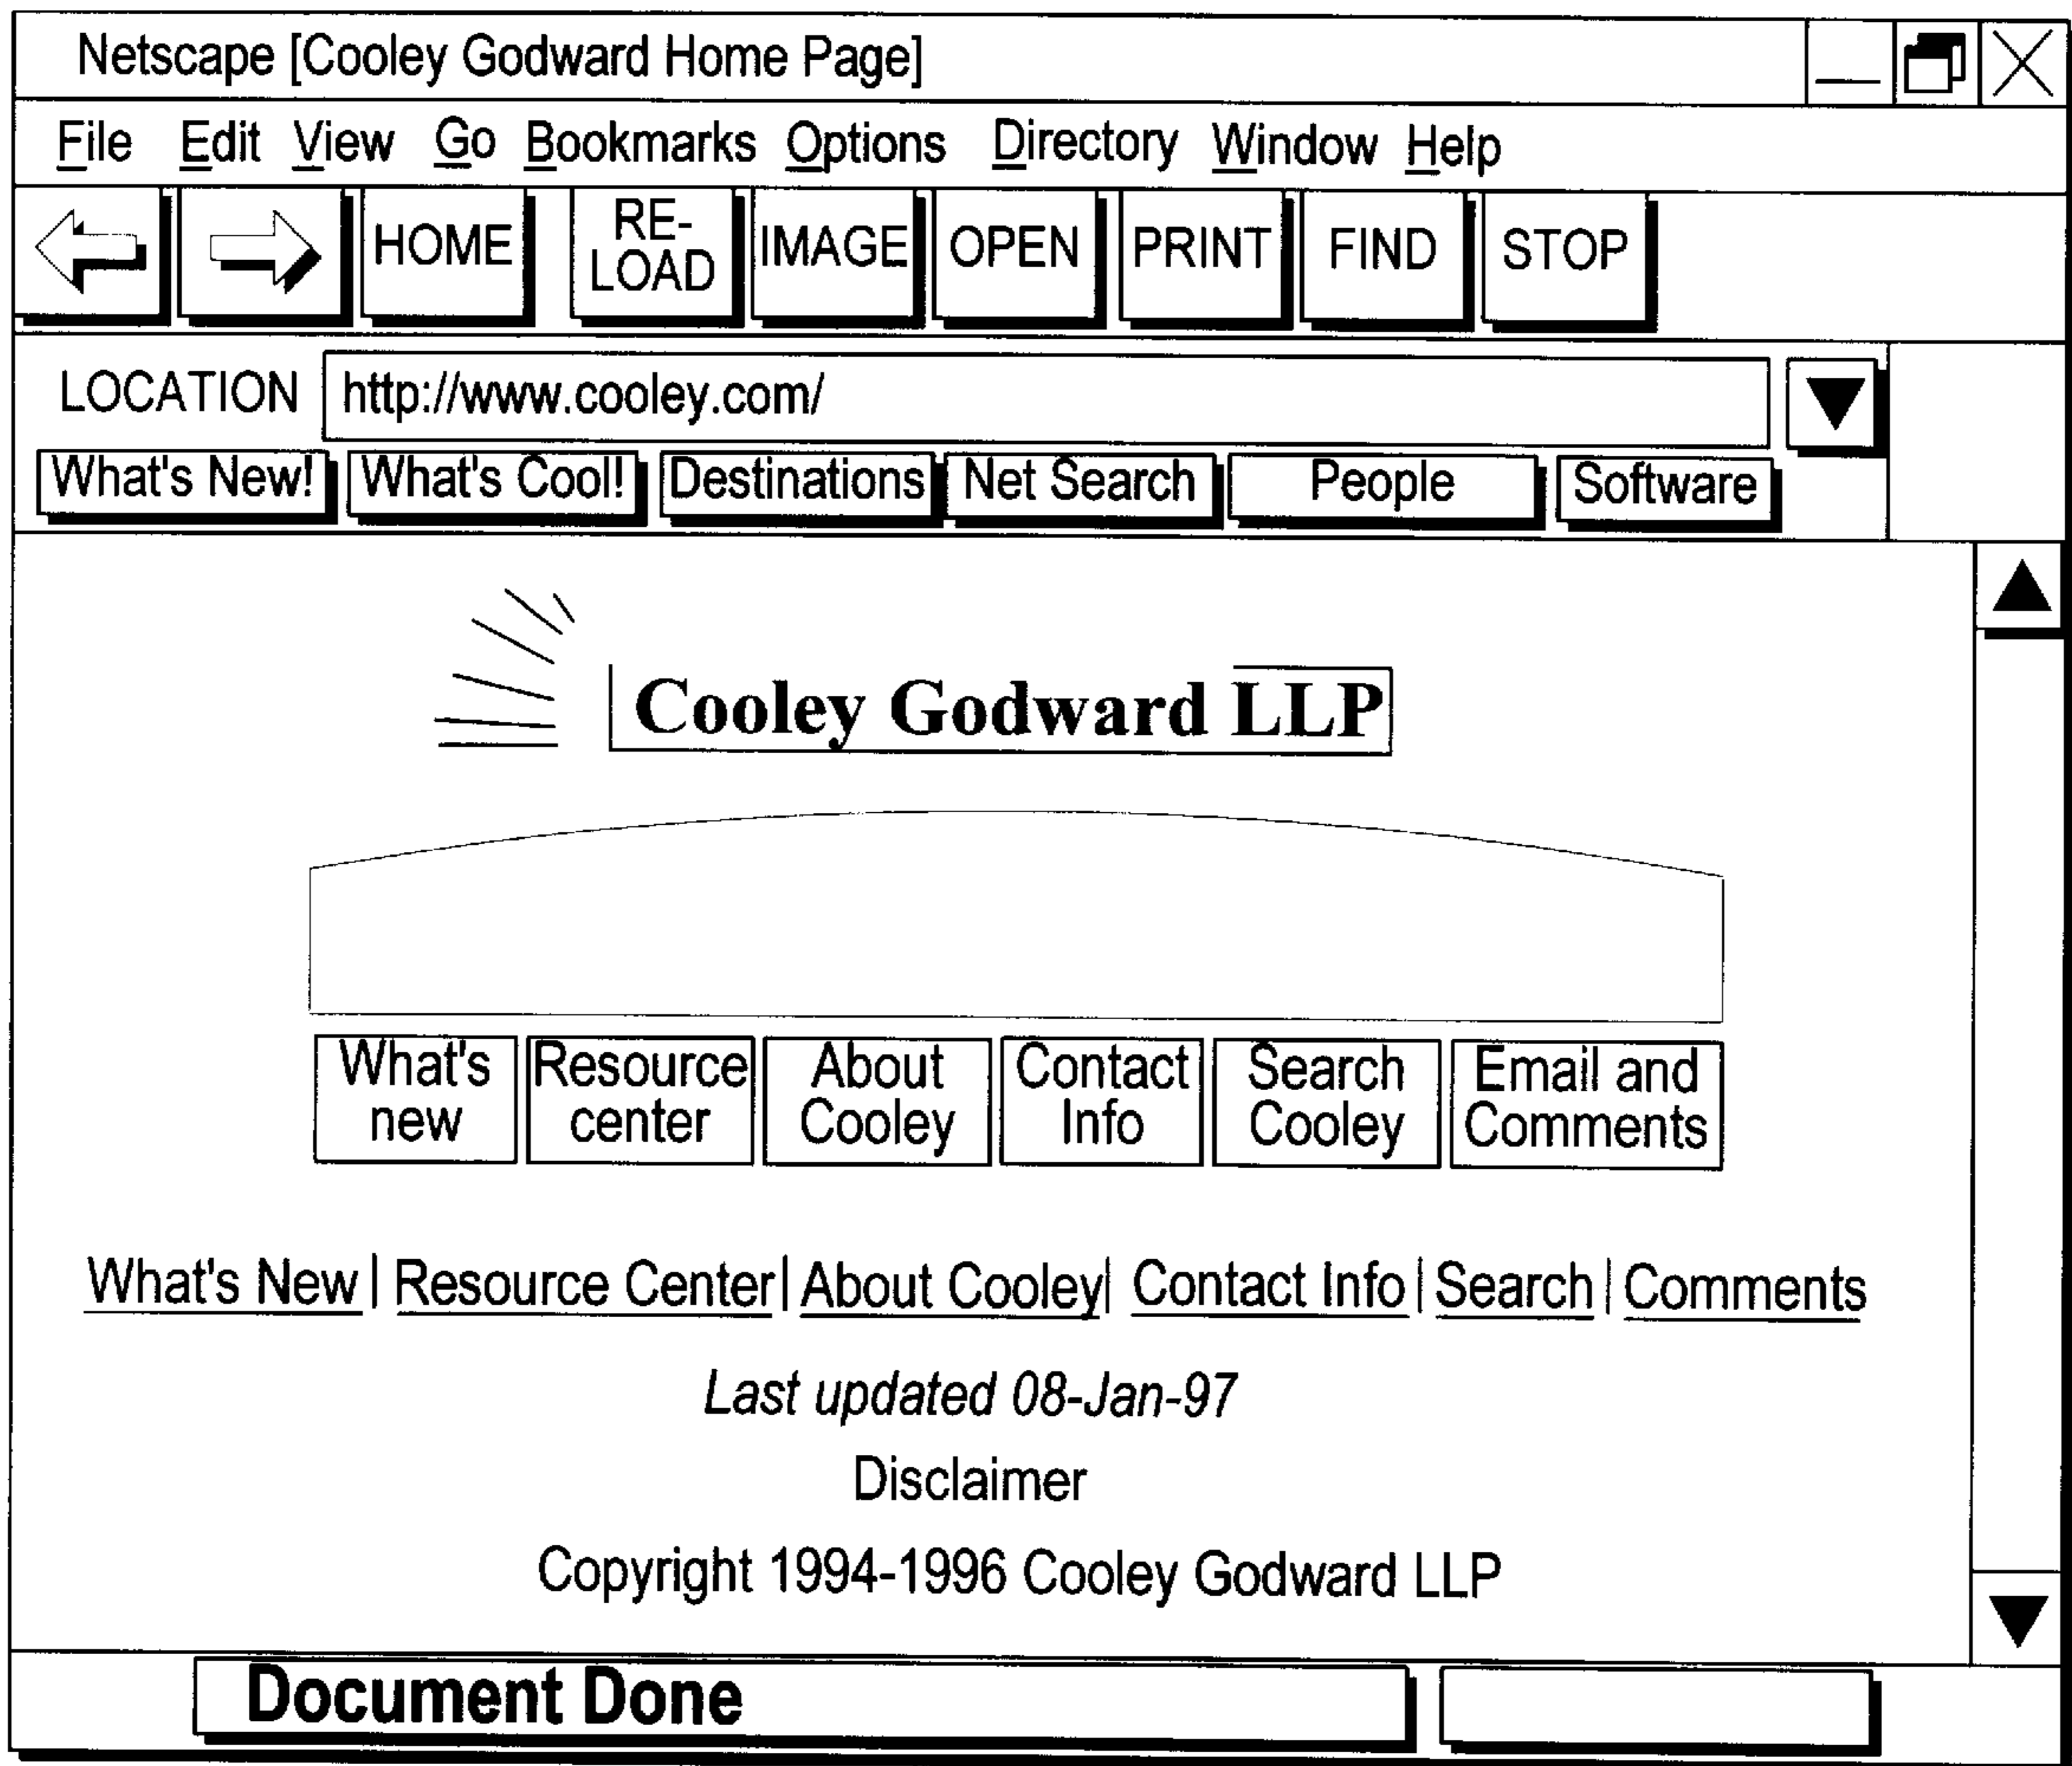 Netscape [Cooley Godward Home Page]
File Edit View Go Bookmarks Options Directory Window Help
HOME RE-LOAD IMAGE OPEN PRINT FIND STOP
LOCATION http://www.cooley.com/
What's New! What's Cool! Destinations Net Search People Software
Cooley Godward LLP
What's new Resource center About Cooley Contact Info Search Cooley Email and Comments
What's New | Resource Center | About Cooley | Contact Info | Search | Comments
Last updated 08-Jan-97
Disclaimer
Copyright 1994-1996 Cooley Godward LLP
Document Done